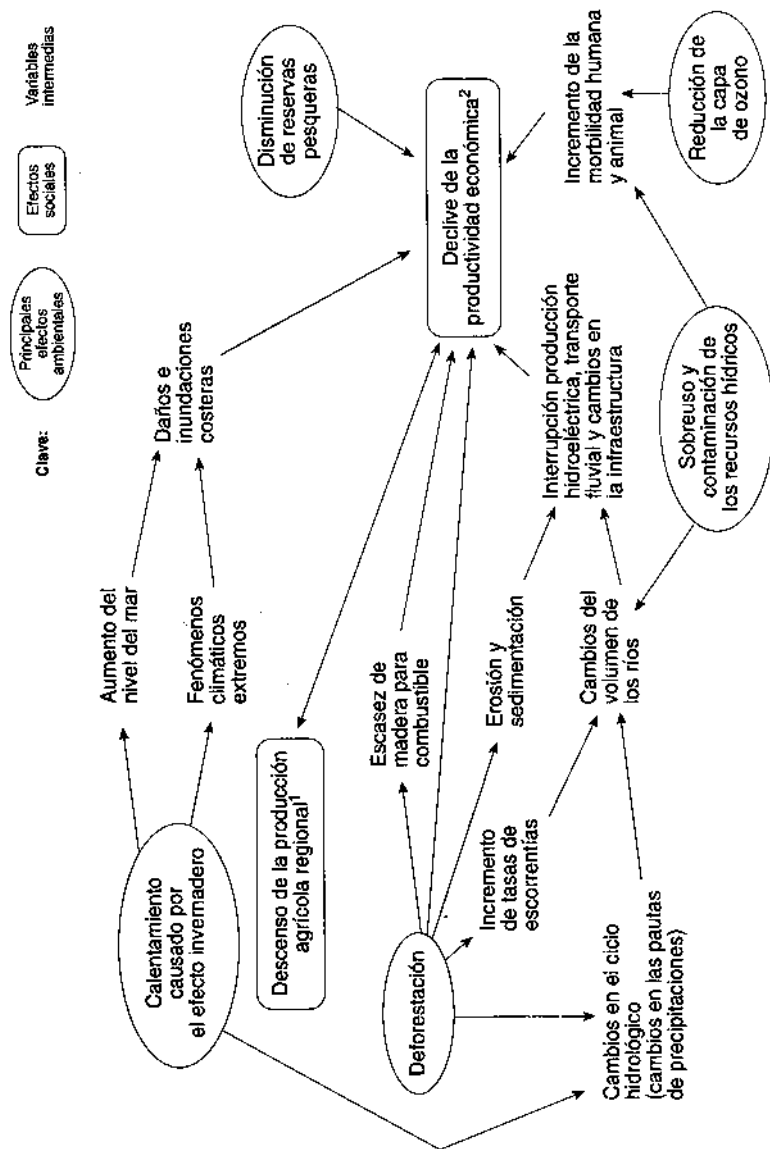 Clave:
Principales
efectos
ambientales
Efectos
sociales
Variables
intermedias
Calentamiento
causado por
el efecto invernadero
Aumento del
nivel del mar
Fenómenos
climáticos
extremos
Daños e
inundaciones
costeras
Disminución
de reservas
pesqueras
Descenso de la producción
agrícola regional¹
Declive de la
productividad económica²
Deforestación
Escasez de
madera para
combustible
Erosión y
sedimentación
Incremento
de tasas de
escorrentías
Interrupción producción
hidroeléctrica, transporte
fluvial y cambios en
la infraestructura
Incremento de la
morbilidad humana
y animal
Cambios en el ciclo
hidrológico
(cambios en las pautas
de precipitaciones)
Cambios del
volumen de
los ríos
Sobreuso y
contaminación de
los recursos hídricos
Reducción de
la capa
de ozono